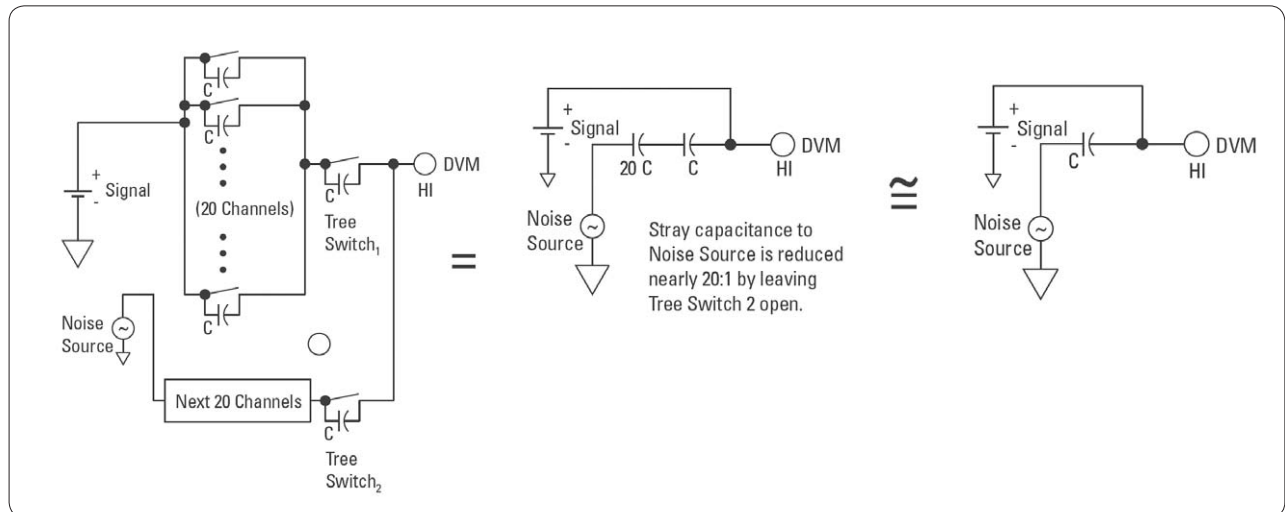 C
C
+
Signal
-
(20 Channels)
C
C
Tree
Switch₁
DVM
HI
Noise
Source
~
Next 20 Channels
C
Tree
Switch₂
=
+
Signal
-
20 C
C
DVM
HI
Noise
Source
~
Stray capacitance to
Noise Source is reduced
nearly 20:1 by leaving
Tree Switch 2 open.
≅
+
Signal
-
C
DVM
HI
Noise
Source
~